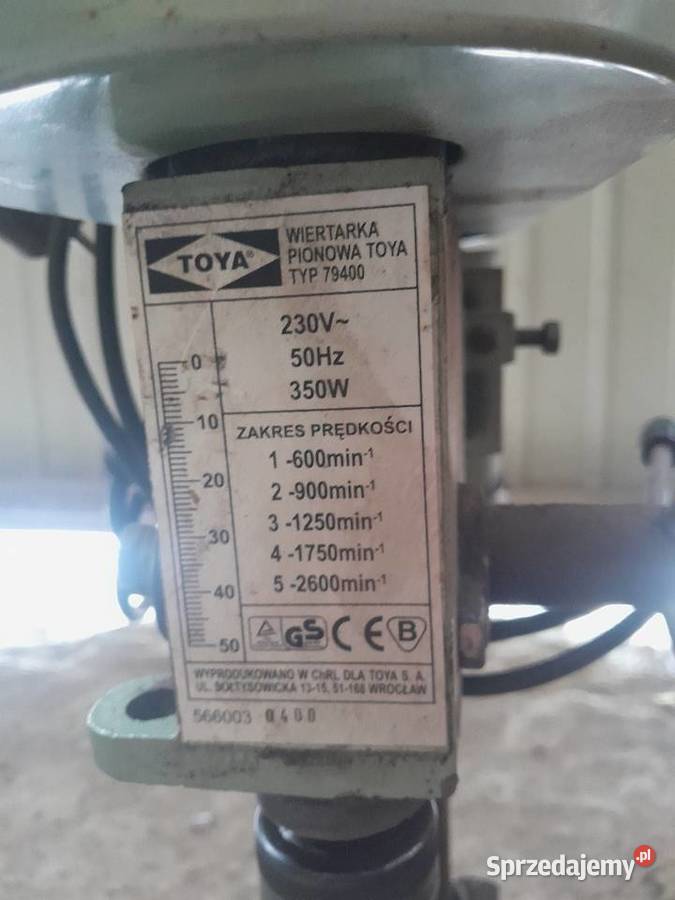 TOYA®
WIERTARKA
PIONOWA TOYA
TYP 79400
230V~
50Hz
350W
0
10
20
30
40
50
ZAKRES PRĘDKOŚCI
1 -600min-1
2 -900min-1
3 -1250min-1
4 -1750min-1
5 -2600min-1
GS CE B
WYPRODUKOWANO W ChRL DLA TOYA S. A.
UL. SOŁTYSOWICKA 13-15, 51-168 WROCŁAW
566003 0400
Sprzedajemy.pl